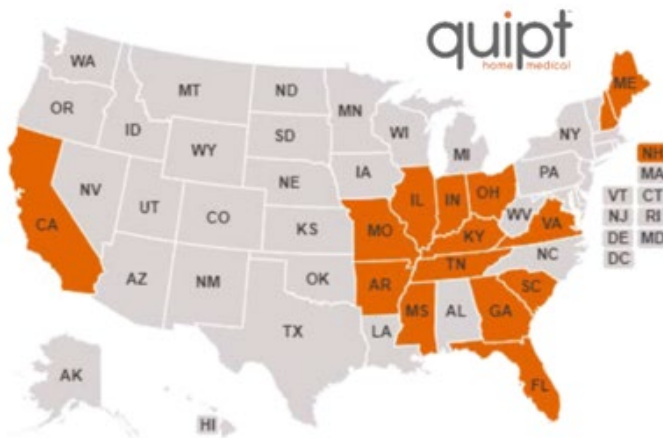 quipt
home medical
WA
MT
ND
MN
OR
ID
SD
WI
MI
NY
ME
WY
IA
PA
NH
MA
NE
NV
IL
IN
OH
VT
CT
UT
CO
WV
VA
NJ
RI
CA
KS
MO
KY
DE
MD
NC
DC
TN
AZ
NM
OK
AR
SC
MS
AL
GA
TX
LA
AK
FL
HI